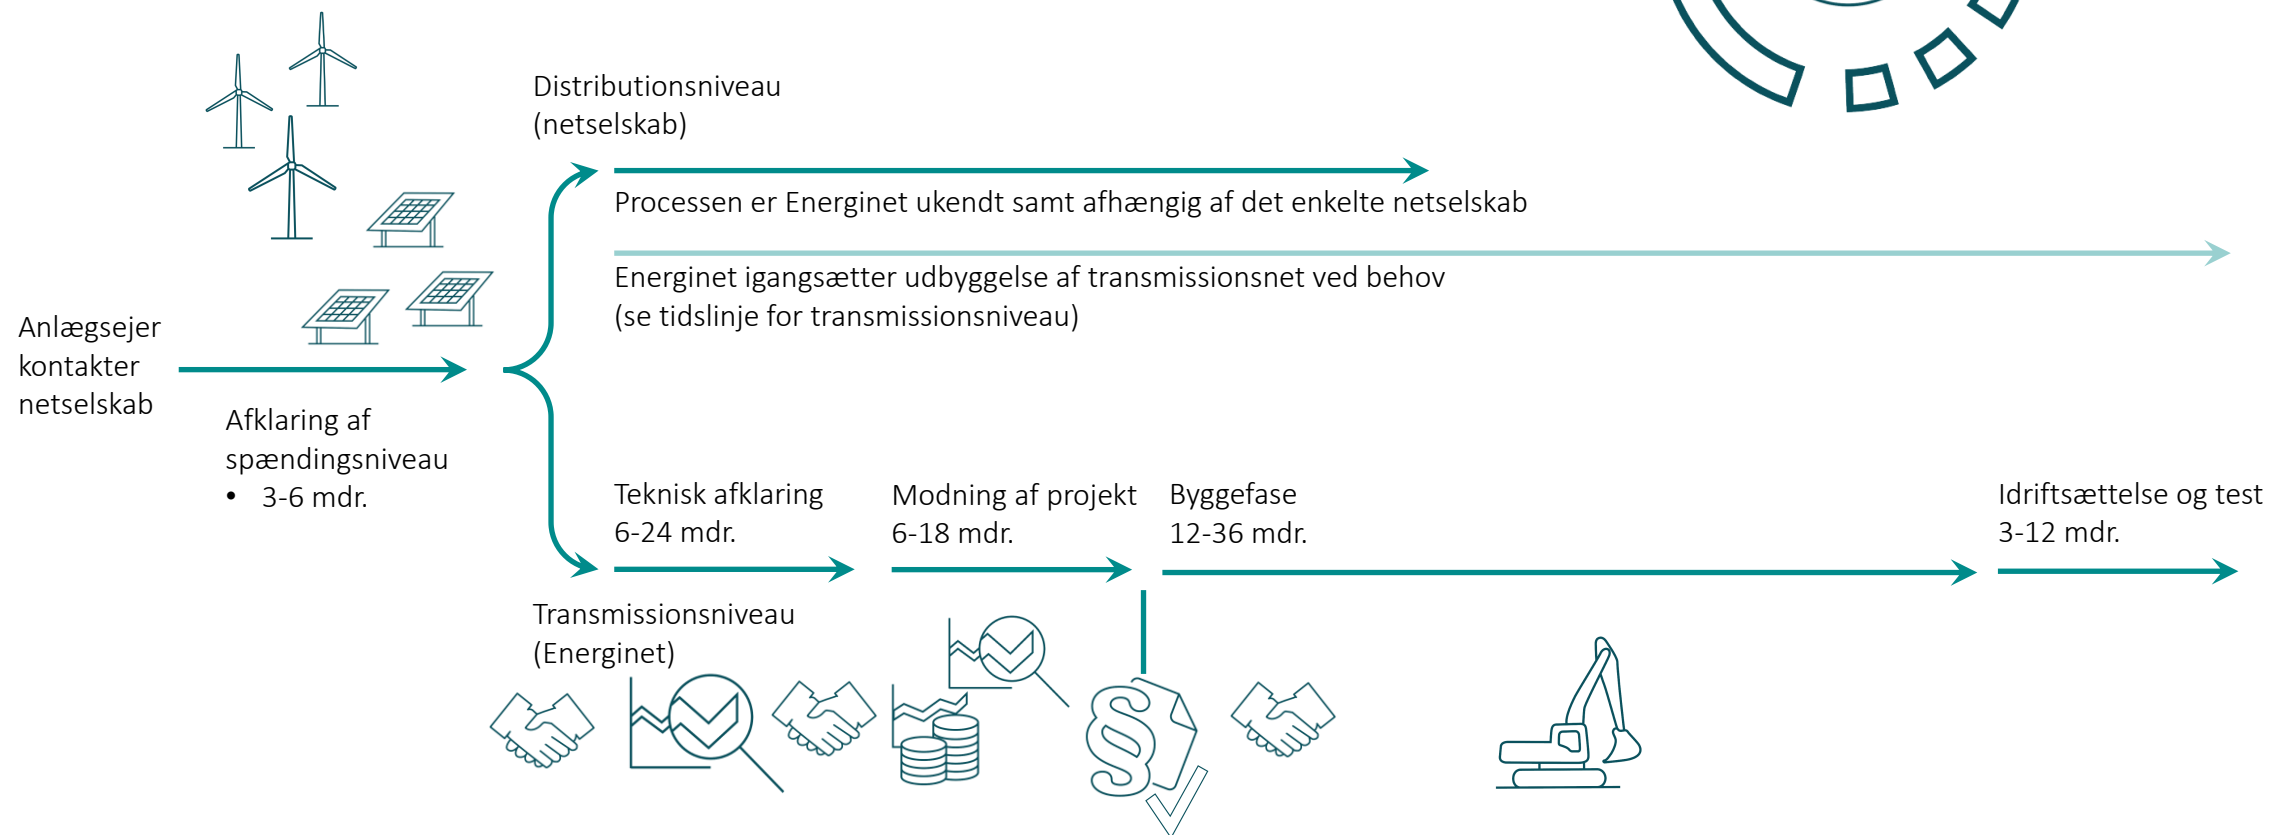 Distributionsniveau
(netselskab)
Processen er Energinet ukendt samt afhængig af det enkelte netselskab
Energinet igangsætter udbyggelse af transmissionsnet ved behov
(se tidslinje for transmissionsniveau)
Anlægsejer
kontakter
netselskab
Afklaring af
spændingsniveau
• 3-6 mdr.
Teknisk afklaring
6-24 mdr.
Modning af projekt
6-18 mdr.
Byggefase
12-36 mdr.
Idriftsættelse og test
3-12 mdr.
Transmissionsniveau
(Energinet)
§